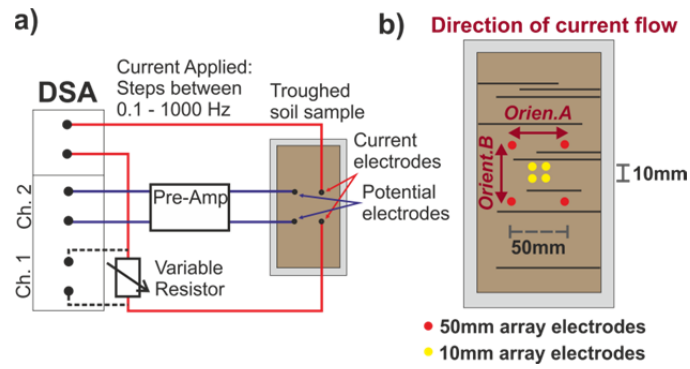 a)
DSA
Ch. 2
Ch. 1
Current Applied:
Steps between
0.1 - 1000 Hz
Pre-Amp
Variable
Resistor
Troughed
soil sample
Current
electrodes
Potential
electrodes
b)
Direction of current flow
Orien.A
Orient.B
10mm
50mm
50mm array electrodes
10mm array electrodes